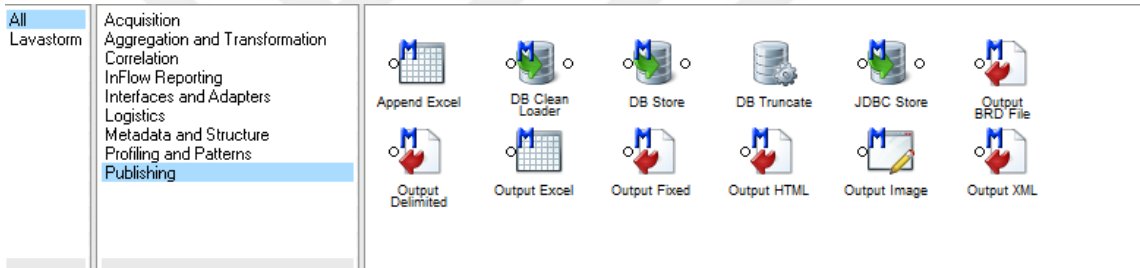 All
Lavastorm
Acquisition
Aggregation and Transformation
Correlation
InFlow Reporting
Interfaces and Adapters
Logistics
Metadata and Structure
Profiling and Patterns
Publishing
M
Append Excel
M
DB Clean
Loader
M
DB Store
DB Truncate
M
JDBC Store
M
Output
BRD File
M
Output
Delimited
M
Output Excel
M
Output Fixed
M
Output HTML
M
Output Image
M
Output XML